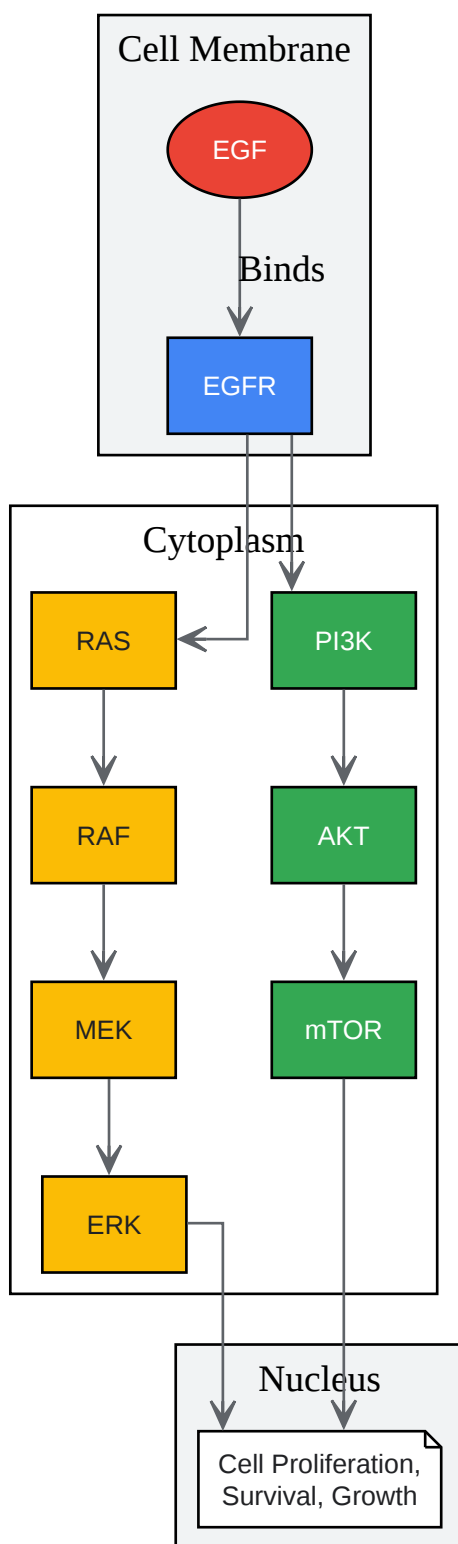 Cell Membrane
EGF
Binds
EGFR
Cytoplasm
RAS
PI3K
RAF
AKT
MEK
mTOR
ERK
Nucleus
Cell Proliferation,
Survival, Growth